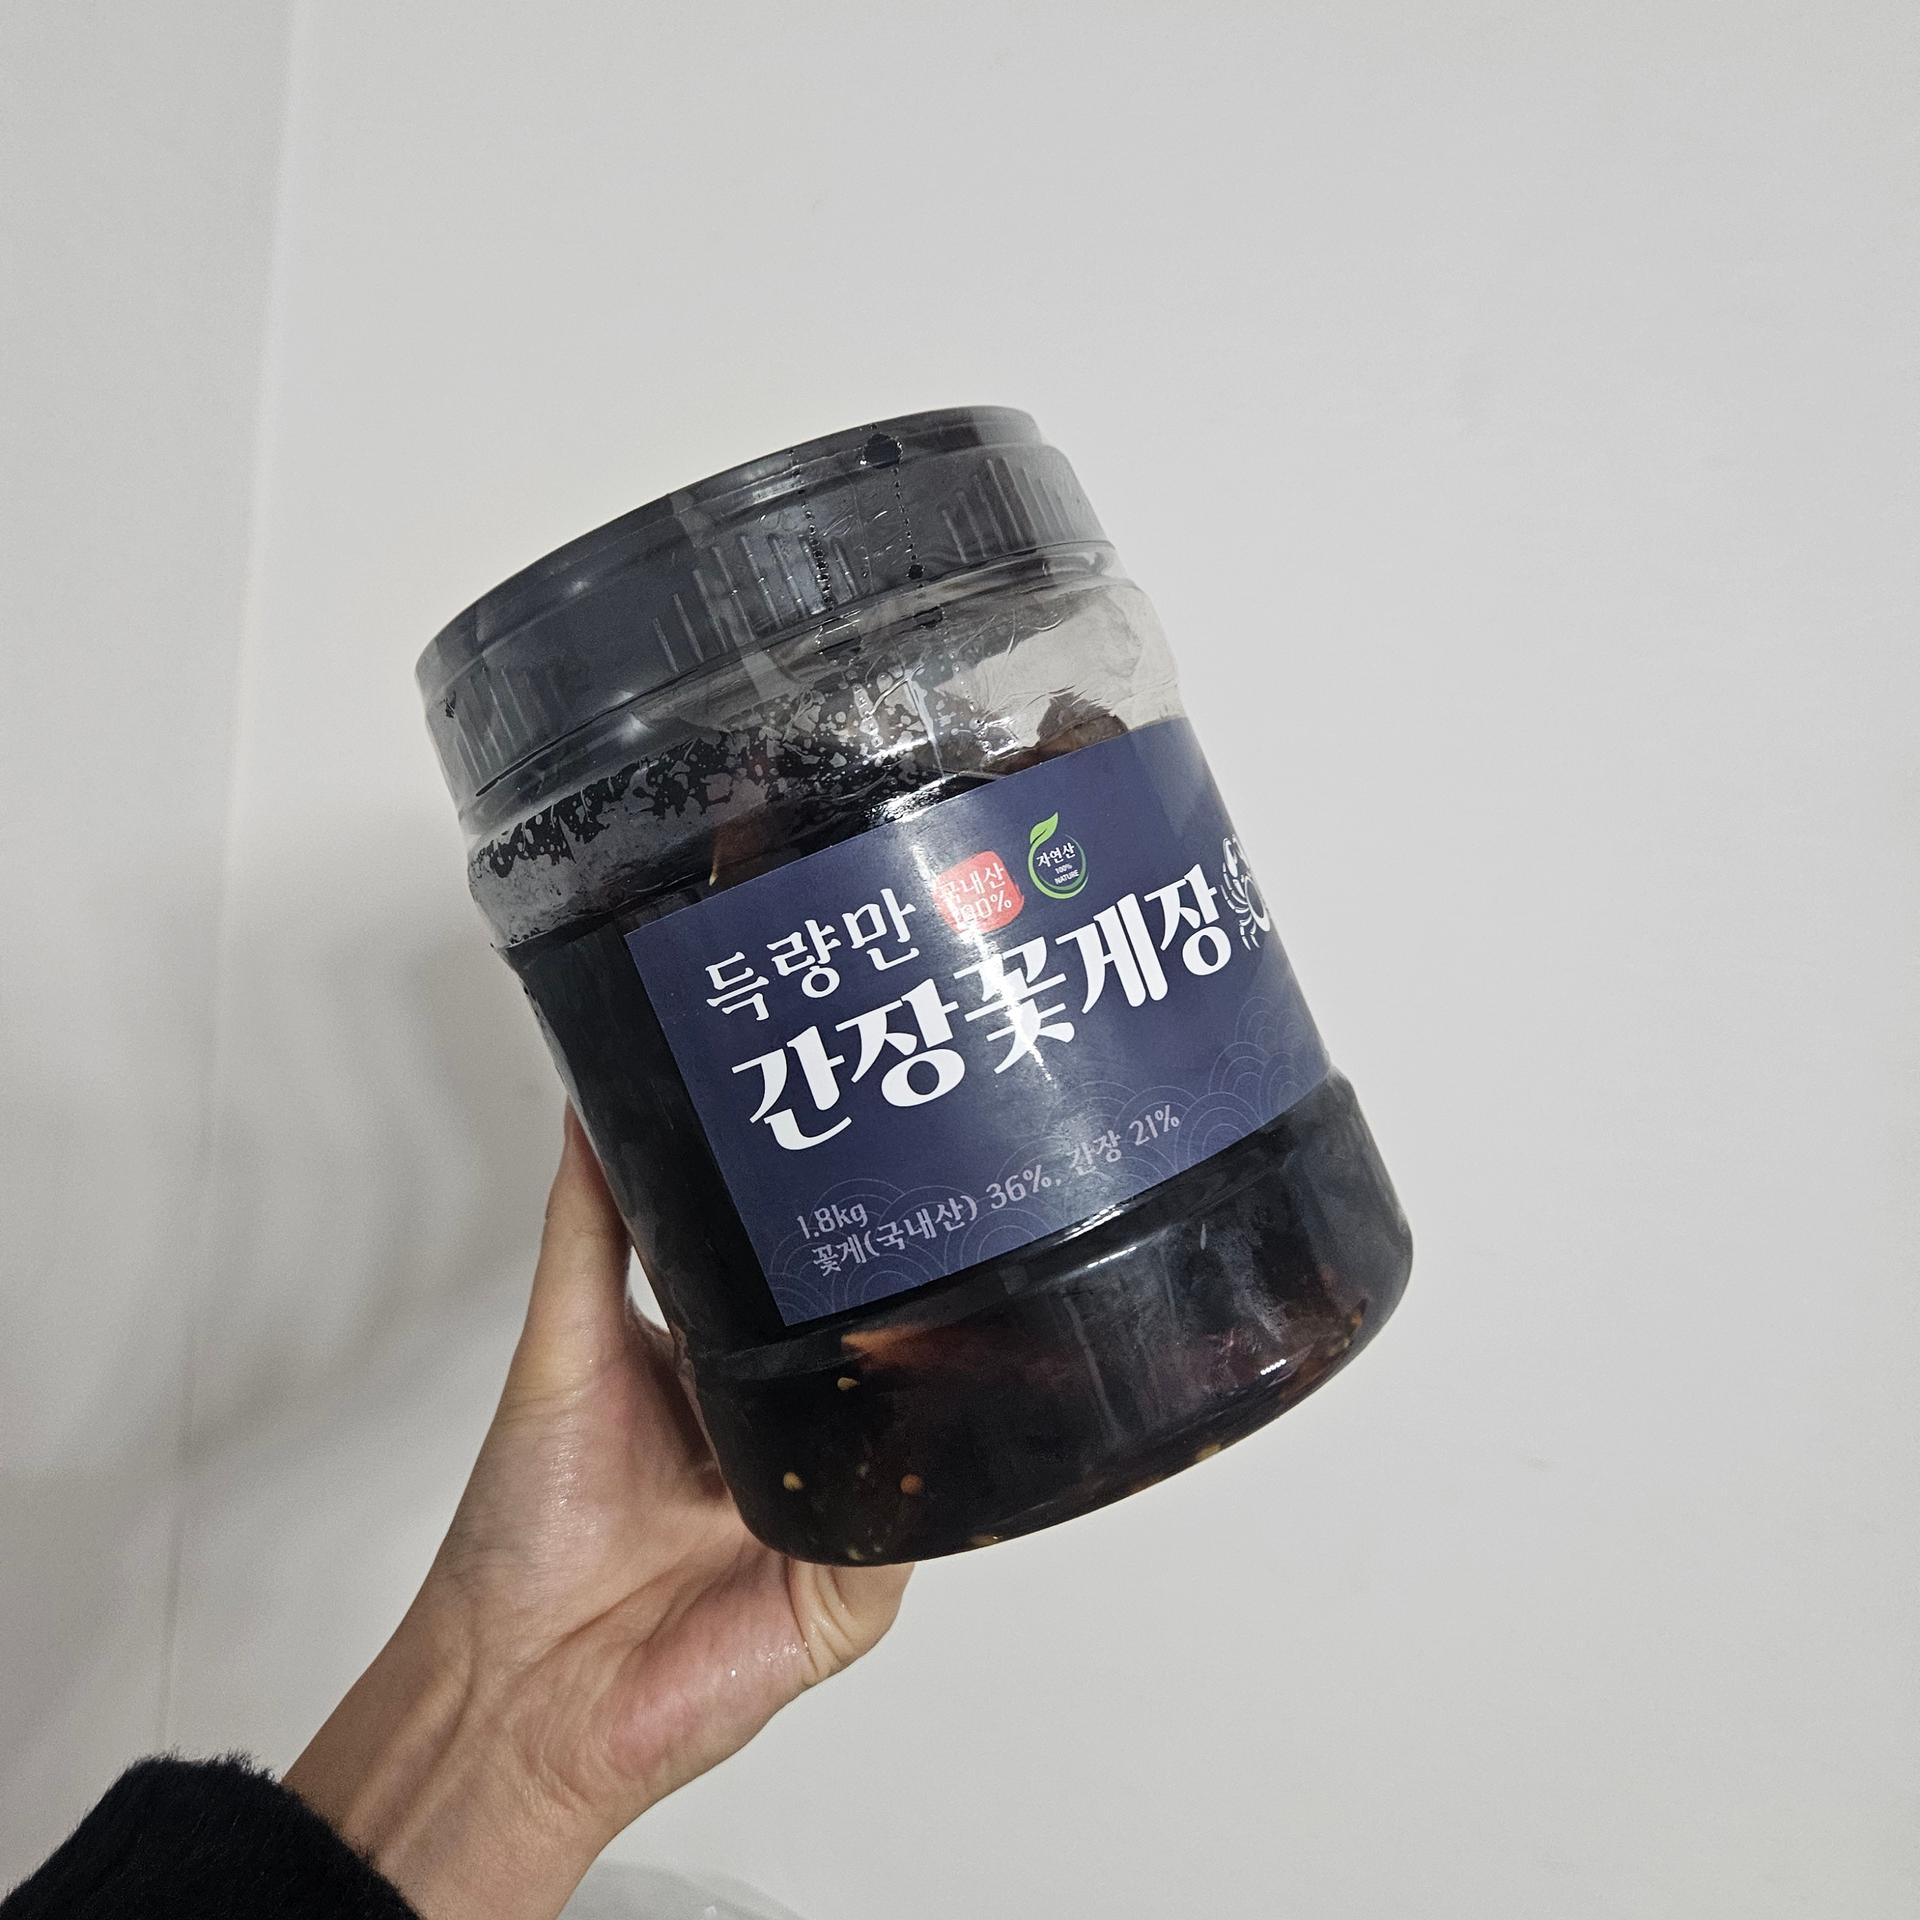 득량만
국내산
100%
자연산
100%
NATURE
간장꽃게장
1.8kg
꽃게(국내산) 36%, 간장 21%